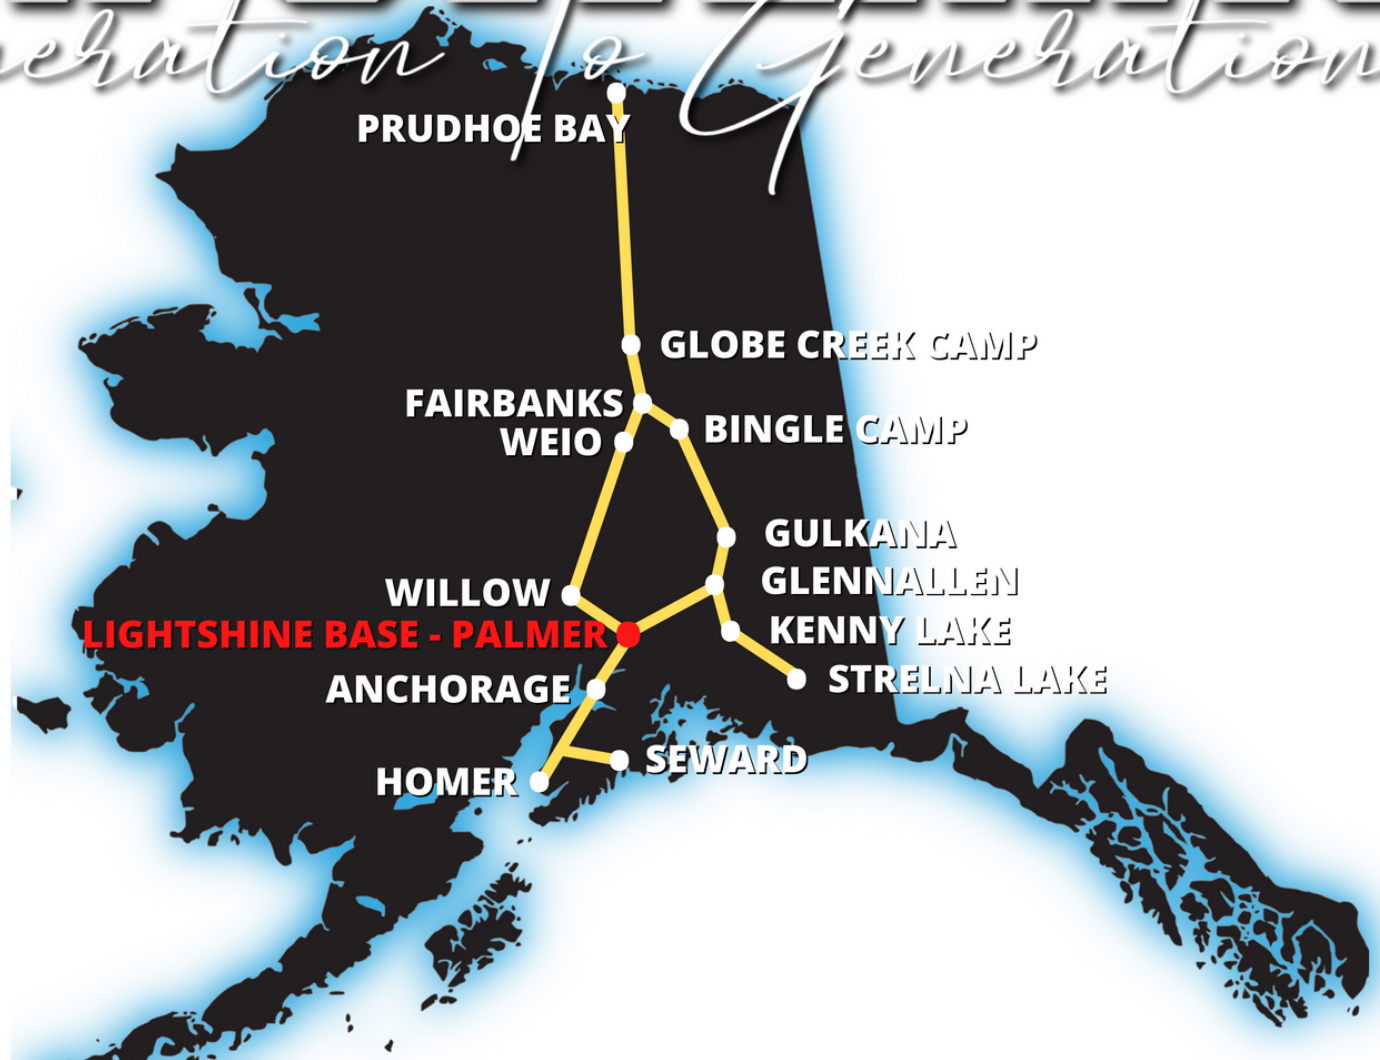 To Generation
PRUDHOE BAY
GLOBE CREEK CAMP
FAIRBANKS
WEIO
BINGLE CAMP
GULKANA
GLENNALLEN
WILLOW
KENNY LAKE
LIGHTSHINE BASE - PALMER
STRELNA LAKE
ANCHORAGE
SEWARD
HOMER